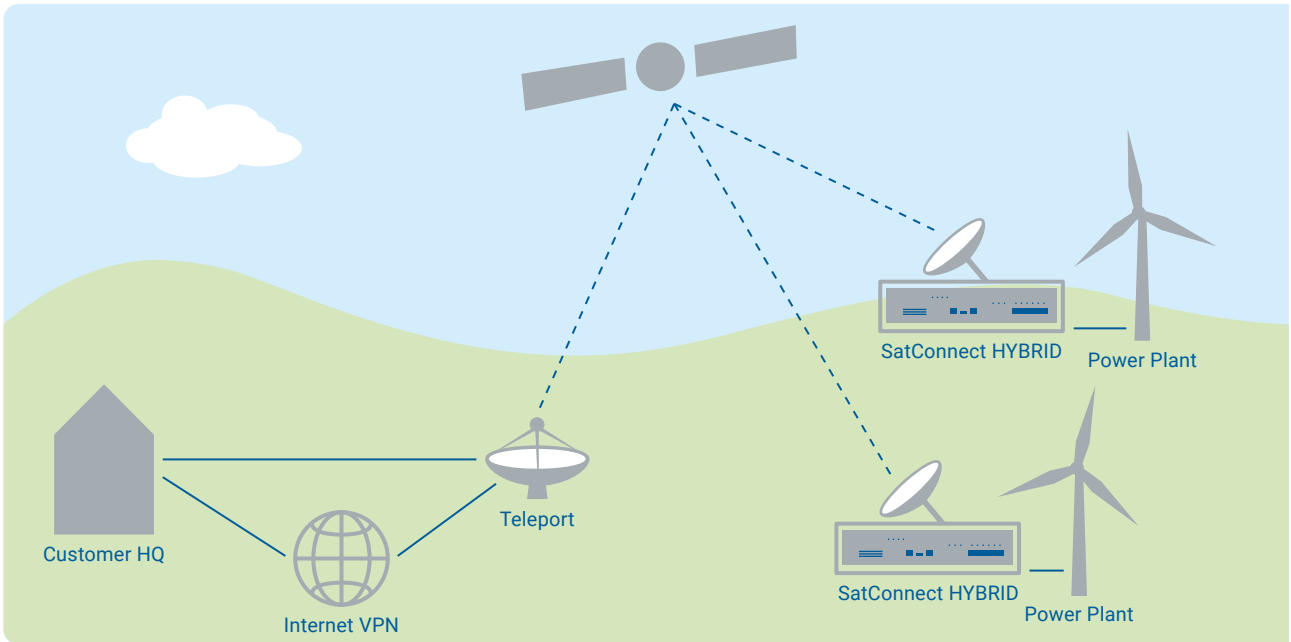 SatConnect HYBRID
Power Plant
Teleport
Customer HQ
SatConnect HYBRID
Power Plant
Internet VPN